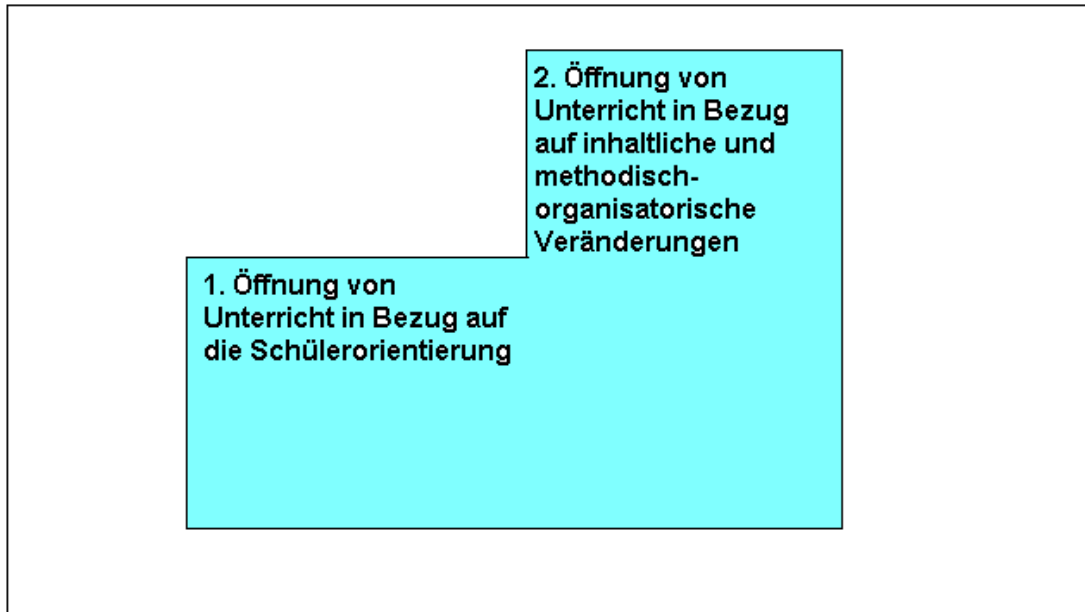 2. Öffnung von
Unterricht in Bezug
auf inhaltliche und
methodisch-
organisatorische
Veränderungen
1. Öffnung von
Unterricht in Bezug auf
die Schülerorientierung